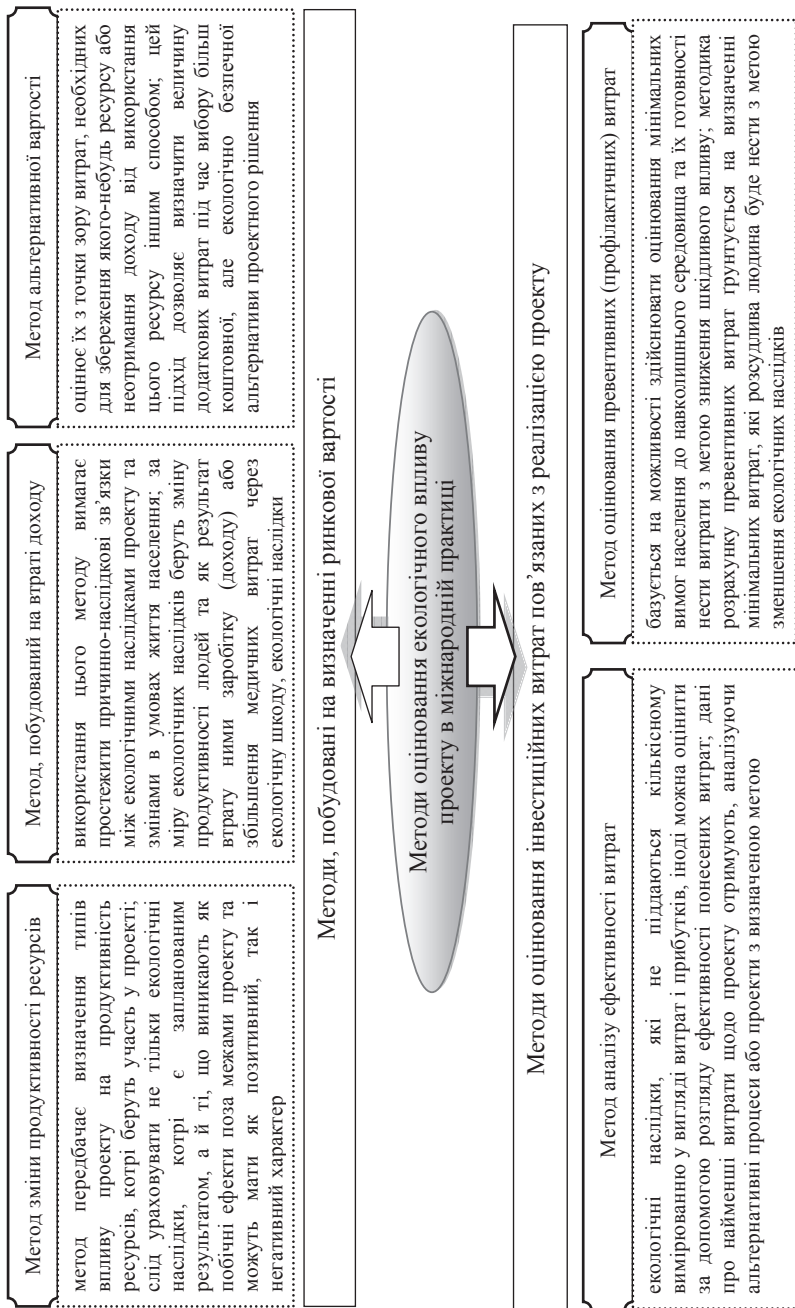 Метод зміни продуктивності ресурсів
метод передбачає визначення типів
впливу проекту на продуктивність
ресурсів, котрі беруть участь у проекті;
слід ураховувати не тільки екологічні
наслідки, котрі є запланованим
результатом, а й ті, що виникають як
побічні ефекти поза межами проекту та
можуть мати як позитивний, так і
негативний характер
Метод, побудований на втраті доходу
використання цього методу вимагає
простежити причинно-наслідкові зв’язки
між екологічними наслідками проекту та
змінами в умовах життя населення; за
міру екологічних наслідків беруть зміну
продуктивності людей та як результат
втрату ними заробітку (доходу) або
збільшення медичних витрат через
екологічну шкоду, екологічні наслідки
Метод альтернативної вартості
оцінює їх з точки зору витрат, необхідних
для збереження якого-небудь ресурсу або
неотримання доходу від використання
цього ресурсу іншим способом; цей
підхід дозволяє визначити величину
додаткових витрат під час вибору більш
коштовної, але екологічно безпечної
альтернативи проектного рішення
Методи, побудовані на визначенні ринкової вартості
Методи оцінювання екологічного впливу
проекту в міжнародній практиці
Методи оцінювання інвестиційних витрат пов’язаних з реалізацією проекту
Метод аналізу ефективності витрат
екологічні наслідки, які не піддаються кількісному
вимірюванню у вигляді витрат і прибутків, іноді можна оцінити
за допомогою розгляду ефективності понесених витрат; дані
про найменші витрати щодо проекту отримують, аналізуючи
альтернативні процеси або проекти з визначеною метою
Метод оцінювання превентивних (профілактичних) витрат
базується на можливості здійснювати оцінювання мінімальних
вимог населення до навколишнього середовища та їх готовності
нести витрати з метою зниження шкідливого впливу; методика
розрахунку превентивних витрат ґрунтується на визначенні
мінімальних витрат, які розсудлива людина буде нести з метою
зменшення екологічних наслідків